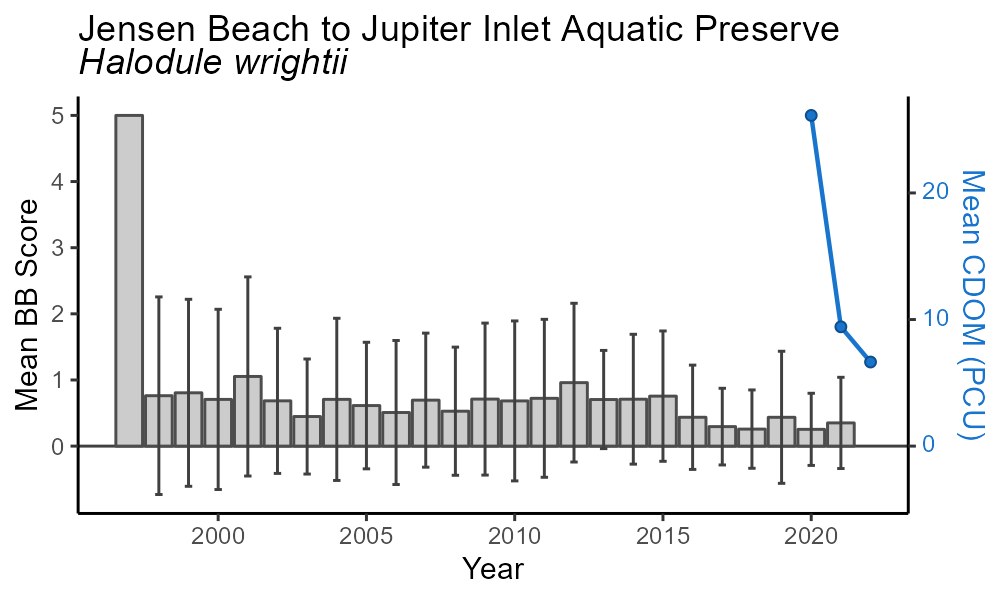 Jensen Beach to Jupiter Inlet Aquatic Preserve
Halodule wrightii
Mean BB Score
5
4
3
2
1
0
20
10
0
Mean CDOM (PCU)
2000 2005 2010 2015 2020
Year